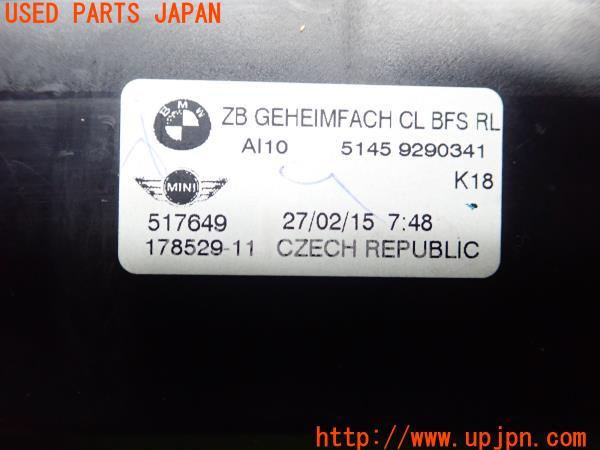 USED PARTS JAPAN
BMW
ZB GEHEIMFACH CL BFS RL
AI10 5145 9290341
MINI
K18
517649 27/02/15 7:48
178529-11 CZECH REPUBLIC
UPJ
http://www.upjpn.com